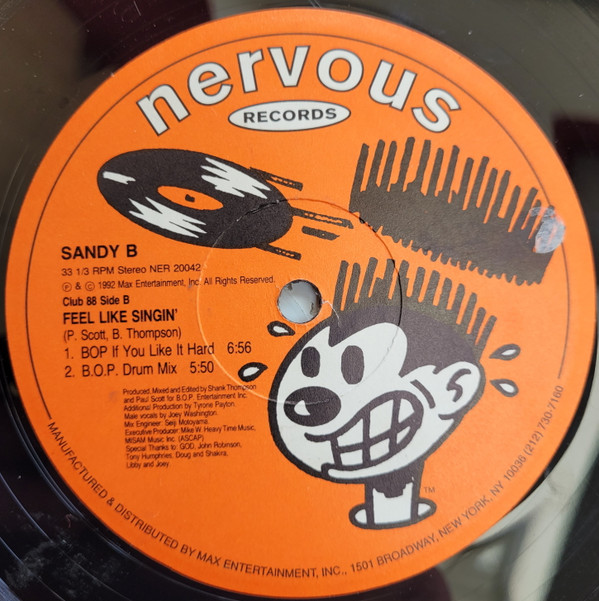 nervous
RECORDS
SANDY B
33 1/3 RPM Stereo NER 20042
℗ & © 1992 Max Entertainment, Inc. All Rights Reserved.
Club 88 Side B
FEEL LIKE SINGIN'
(P. Scott, B. Thompson)
1. BOP If You Like It Hard 6:56
2. B.O.P. Drum Mix 5:50
Produced, Mixed and Edited by Shank Thompson
and Paul Scott for B.O.P. Entertainment Inc.
Additional Production by Tyrone Payton.
Male vocals by Joey Washington.
Mix Engineer: Seiji Motoyama.
Executive Producer: Mike W. Heavy Time Music,
MISAM Music Inc. (ASCAP)
Special Thanks to: GOD, John Robinson,
Tony Humphries, Doug and Shakra,
Libby and Joey.
TM
MANUFACTURED & DISTRIBUTED BY MAX ENTERTAINMENT, INC., 1501 BROADWAY, NEW YORK, NY 10036 (212) 730-7160